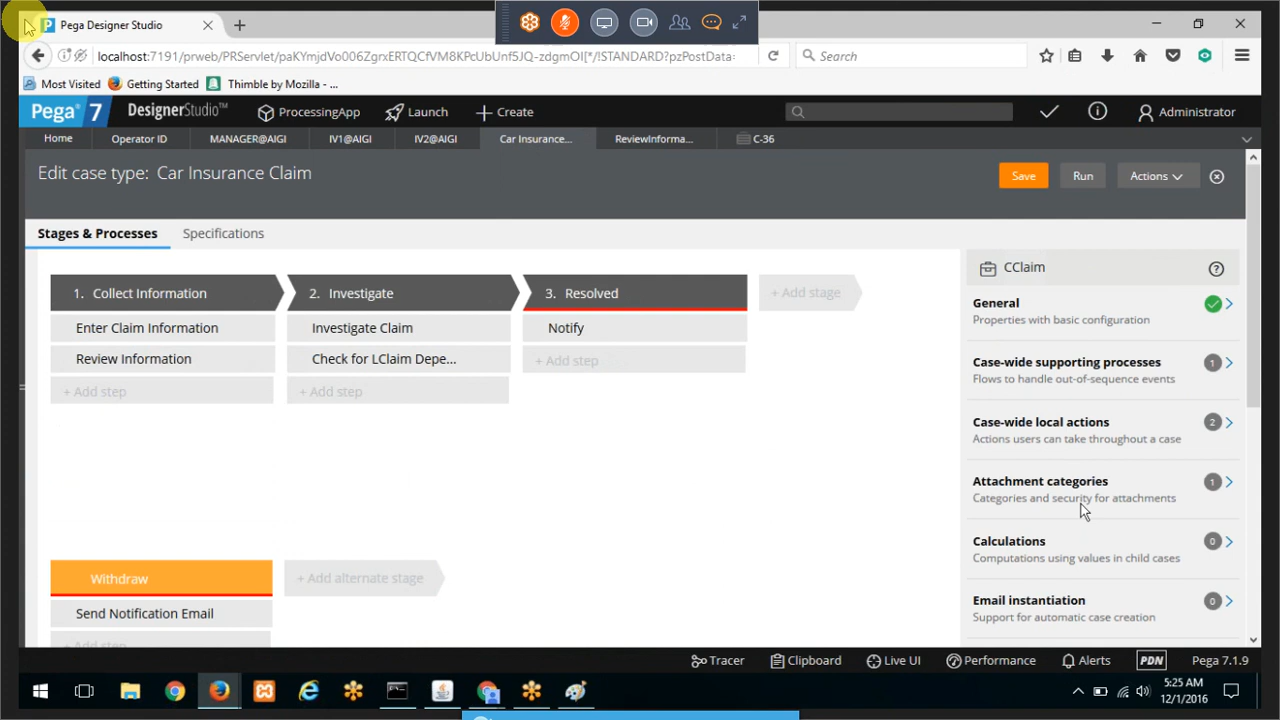 Pega Designer Studio
localhost:7191/prweb/PRServlet/paKYmjdVo006ZgrxERTQCFyDVM8KPcUbUnf5JQ-zdgmOI[*/!STANDARD?pzPostData:
Search
Most Visited
Getting Started
Thimble by Mozilla - ...
Pega 7
DesignerStudio™
ProcessingApp
Launch
Create
Administrator
Home
Operator ID
MANAGER@AIGI
IV1@AIGI
IV2@AIGI
Car Insurance...
ReviewInforma...
C-36
Edit case type: Car Insurance Claim
Save
Run
Actions
Stages & Processes
Specifications
1. Collect Information
2. Investigate
3. Resolved
+ Add stage
Enter Claim Information
Investigate Claim
Notify
Review Information
Check for LClaim Depe...
+ Add step
+ Add step
+ Add step
Withdraw
+ Add alternate stage
Send Notification Email
+ Add step
CClaim
?
General
Properties with basic configuration
Case-wide supporting processes
1
Flows to handle out-of-sequence events
Case-wide local actions
2
Actions users can take throughout a case
Attachment categories
1
Categories and security for attachments
Calculations
0
Computations using values in child cases
Email instantiation
0
Support for automatic case creation
Tracer
Clipboard
Live UI
Performance
Alerts
PDN
Pega 7.1.9
5:25 AM
12/1/2016